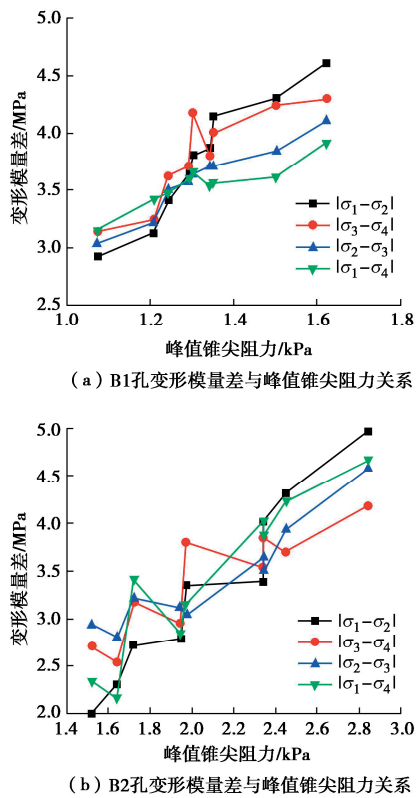 5.0
4.5
4.0
3.5
3.0
2.5
变形模量差/MPa
|σ₁−σ₂|
|σ₃−σ₄|
|σ₂−σ₃|
|σ₁−σ₄|
1.0 1.2 1.4 1.6 1.8
峰值锥尖阻力/kPa
（a）B1孔变形模量差与峰值锥尖阻力关系
5.0
4.5
4.0
3.5
3.0
2.5
2.0
变形模量差/MPa
|σ₁−σ₂|
|σ₃−σ₄|
|σ₂−σ₃|
|σ₁−σ₄|
1.4 1.6 1.8 2.0 2.2 2.4 2.6 2.8 3.0
峰值锥尖阻力/kPa
（b）B2孔变形模量差与峰值锥尖阻力关系